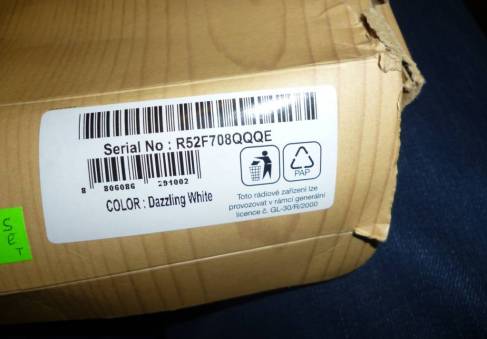 Serial No : R52F708QQQE
8 806086 291002
COLOR : Dazzling White
PAP
Toto rádiové zařízení lze
provozovat v rámci generální
licence č. GL-30/R/2000
SET